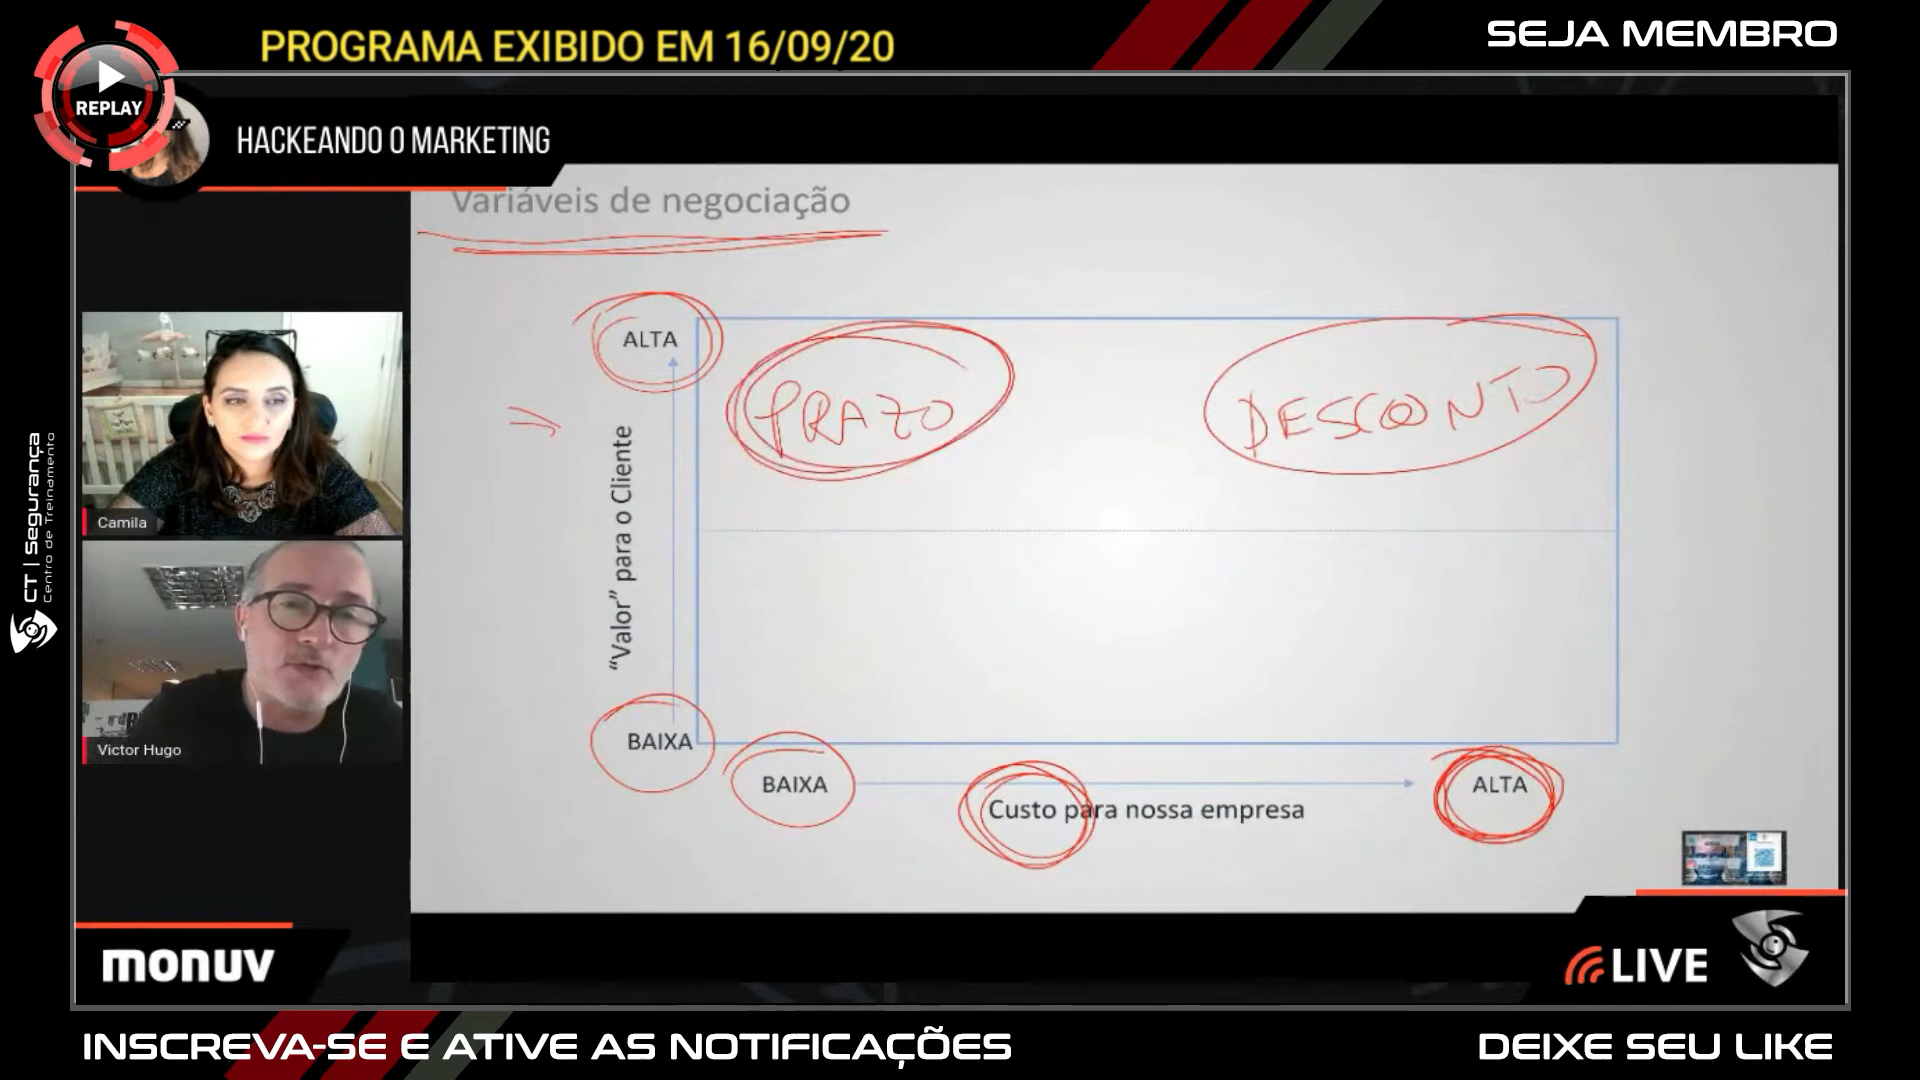 PROGRAMA EXIBIDO EM 16/09/20
SEJA MEMBRO
REPLAY
HACKEANDO O MARKETING
Variáveis de negociação
ALTA
PRAZO
DESCONTO
“Valor” para o Cliente
BAIXA
BAIXA
ALTA
Custo para nossa empresa
Camila
Victor Hugo
CT | Segurança
Centro de Treinamento
monuv
LIVE
INSCREVA-SE E ATIVE AS NOTIFICAÇÕES
DEIXE SEU LIKE